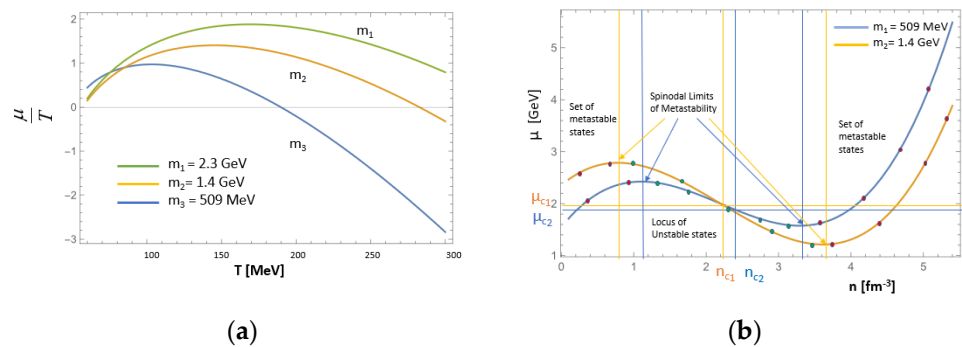 2
1
0
−1
−2
−3
μ/T
m₁
m₂
m₃
m₁ = 2.3 GeV
m₂= 1.4 GeV
m₃ = 509 MeV
100 150 200 250 300
T [MeV]
(a)
5
4
3
2
1
μ [GeV]
μc1
μc2
m₁ = 509 MeV
m₂= 1.4 GeV
Set of
metastable
states
Spinodal Limits
of Metastability
Set of
metastable
states
Locus of
Unstable states
0 1 2 3 4 5
nc1 nc2
n [fm⁻³]
(b)